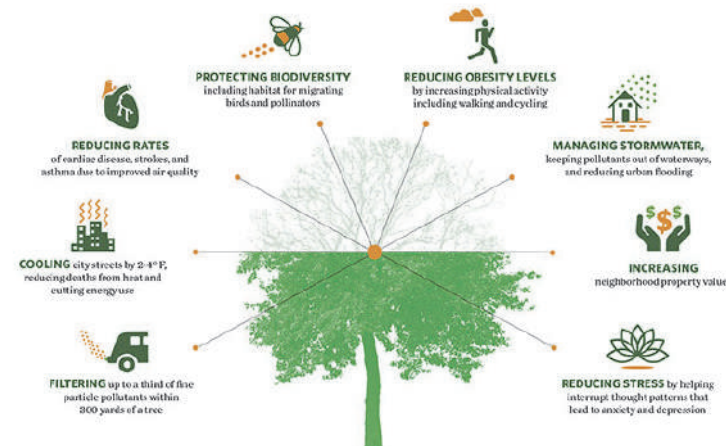 PROTECTING BIODIVERSITY
including habitat for migrating
birds and pollinators
REDUCING OBESITY LEVELS
by increasing physical activity
including walking and cycling
REDUCING RATES
of cardiac disease, strokes, and
asthma due to improved air quality
MANAGING STORMWATER,
keeping pollutants out of waterways,
and reducing urban flooding
COOLING city streets by 2-4° F,
reducing deaths from heat and
cutting energy use
$ $ $
INCREASING
neighborhood property value
FILTERING up to a third of fine
particle pollutants within
300 yards of a tree
REDUCING STRESS by helping
interrupt thought patterns that
lead to anxiety and depression